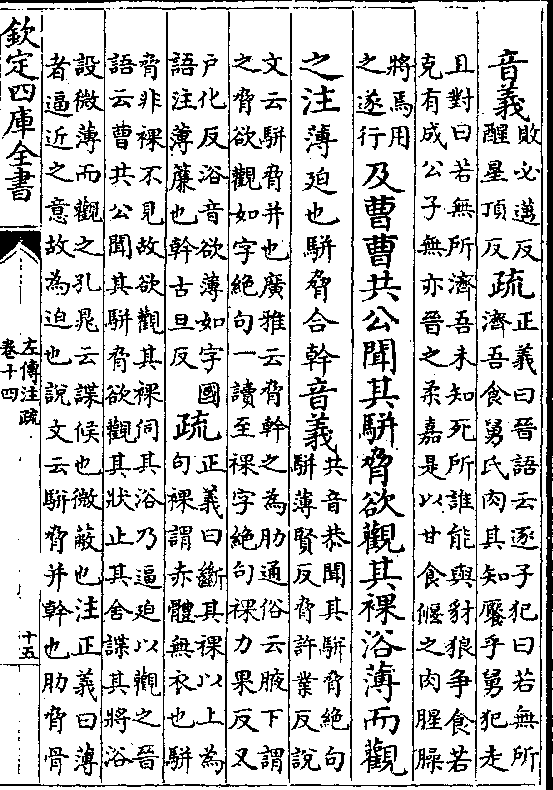 音義敗必邁反
醒星頂反疏正義曰晉語云逐子犯曰若無所
濟吾食舅氏肉其知饜乎舅犯走
且對曰若無所濟吾未知死所誰能與豺狼争食若
克有成公子無亦晉之柔嘉是以甘食偃之肉腥臊
將焉用
之遂行及曹曹共公聞其駢脅欲觀其裸浴薄而觀
之注薄迫也駢脅合幹音義共音恭聞其駢脅絶句
駢薄賢反脅許業反說
文云駢脅并也廣雅云脅幹之為肋通俗云腋下謂
之脅欲觀如字絶句一讀至裸字絶句裸力果反又
户化反浴音欲薄如字國
語注薄簾也幹古旦反疏正義曰斷其裸以上為
句裸謂赤體無衣也駢
脅非裸不見故欲觀其裸伺其浴乃逼迫以觀之晉
語云曹共公聞其駢脅欲觀其狀止其舍諜其將浴
設微薄而觀之孔晁云諜候也微蔽也注正義曰薄
者逼近之意故為迫也說文云駢脅并幹也肋脅骨
欽定四庫全書
左傳注疏
卷十四
十五